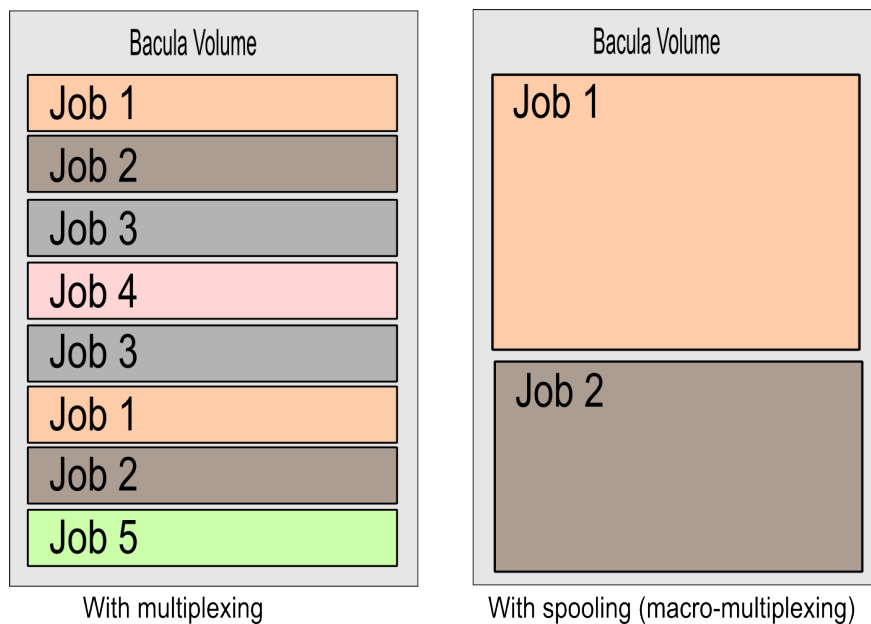 Bacula Volume
Job 1
Job 2
Job 3
Job 4
Job 3
Job 1
Job 2
Job 5
With multiplexing
Bacula Volume
Job 1
Job 2
With spooling (macro-multiplexing)